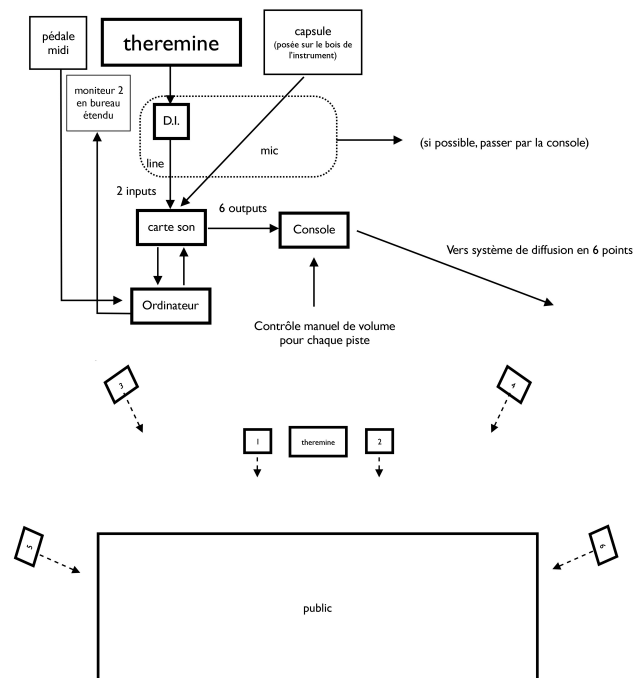 pédale
midi
theremine
capsule
(posée sur le bois de
l'instrument)
moniteur 2
en bureau
étendu
D.I.
mic
(si possible, passer par la console)
line
2 inputs
6 outputs
carte son
Console
Vers système de diffusion en 6 points
Ordinateur
Contrôle manuel de volume
pour chaque piste
3
4
1
theremine
2
5
6
public